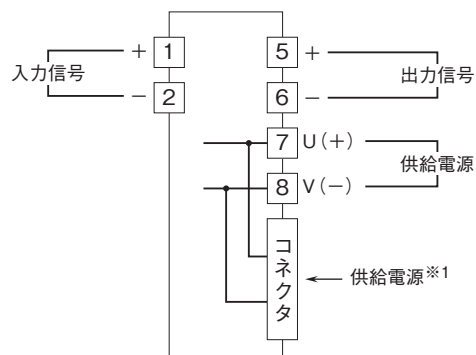 入力信号
+ 1
− 2
5 +
6 −
出力信号
7 U(+)
8 V(−)
供給電源
コネクタ
供給電源※1